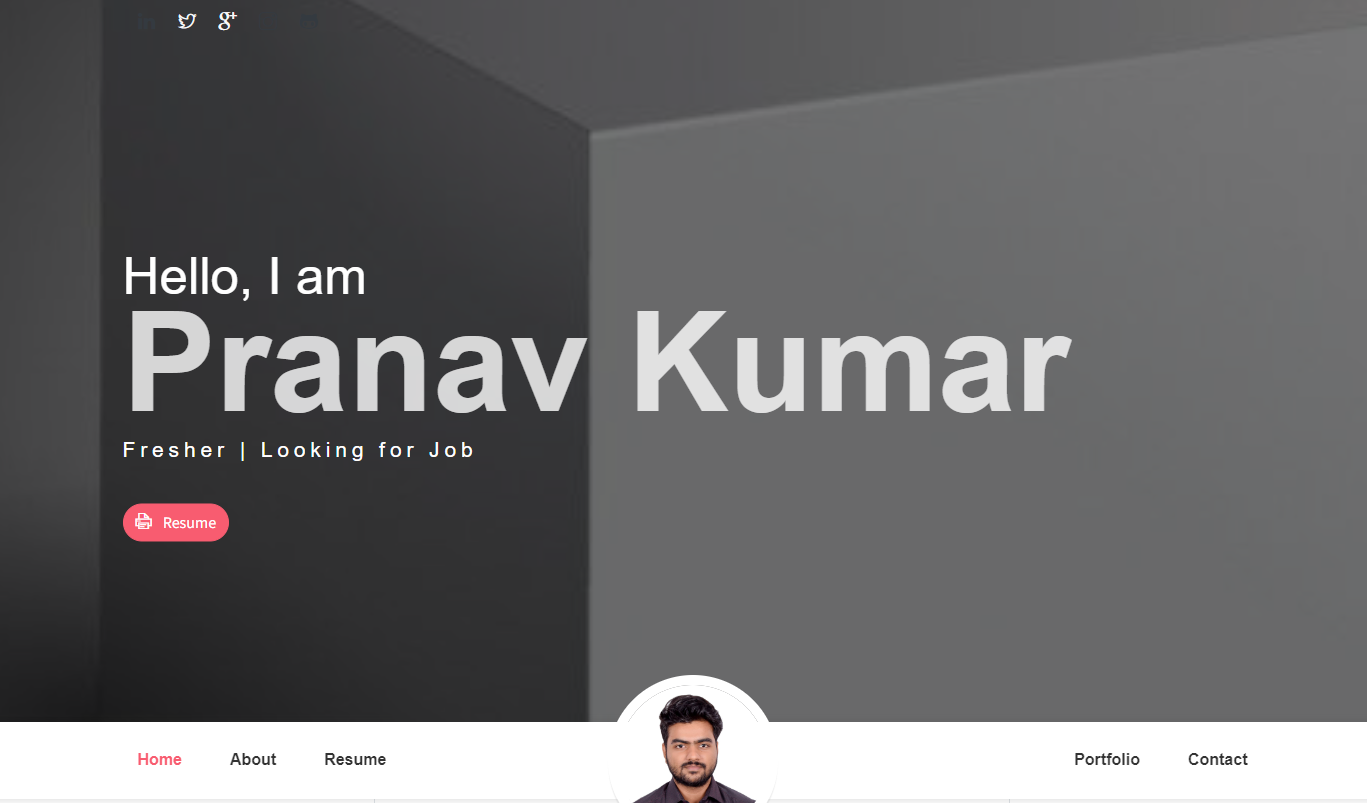 Hello, I am
Pranav Kumar
Fresher | Looking for Job
Resume
Home About Resume Portfolio Contact